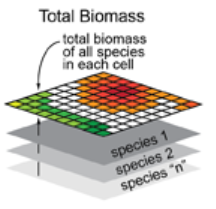 Total Biomass
total biomass
of all species
in each cell
species 1
species 2
species "n"